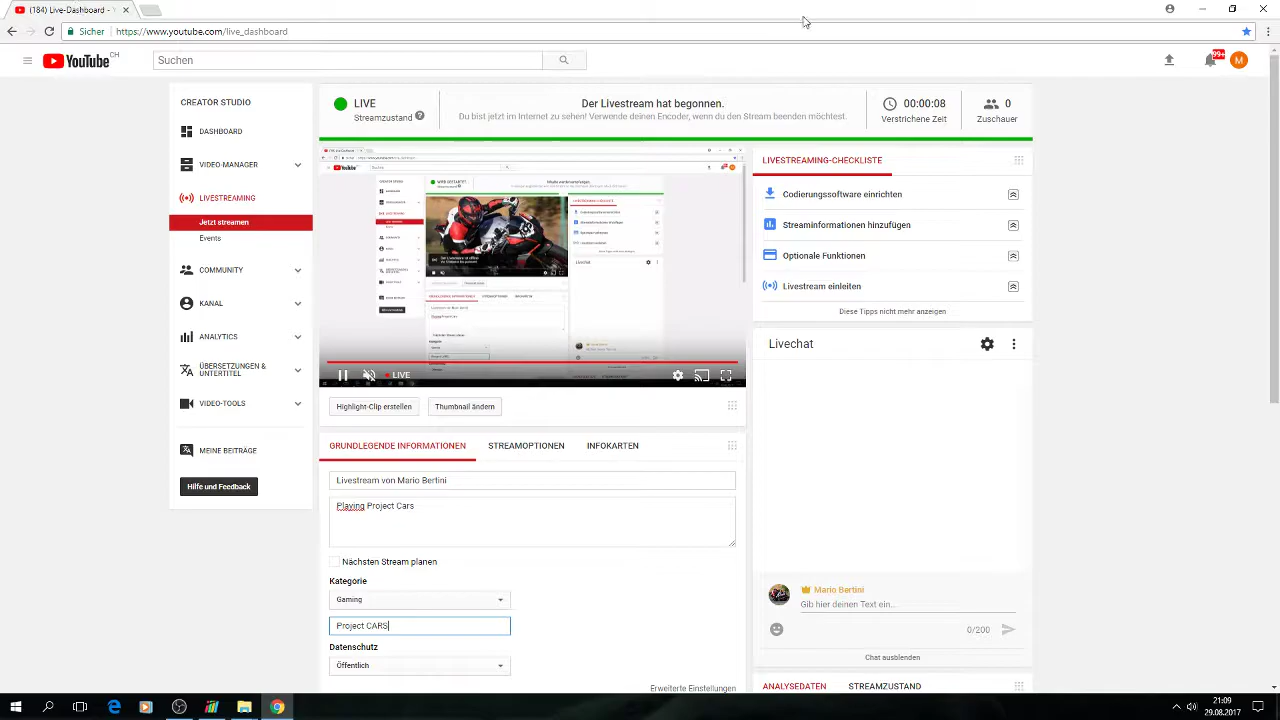 (184) Live-Dashboard - Y
Sicher
https://www.youtube.com/live_dashboard
YouTube CH
Suchen
99+
M
CREATOR STUDIO
DASHBOARD
VIDEO-MANAGER
LIVESTREAMING
Jetzt streamen
Events
COMMUNITY
KANAL
ANALYTICS
ÜBERSETZUNGEN &
UNTERTITEL
VIDEO-TOOLS
MEINE BEITRÄGE
Hilfe und Feedback
LIVE
Streamzustand ?
Der Livestream hat begonnen.
Du bist jetzt im Internet zu sehen! Verwende deinen Encoder, wenn du den Stream beenden möchtest.
00:00:08
Verstrichene Zeit
0
Zuschauer
LIVE
Highlight-Clip erstellen
Thumbnail ändern
GRUNDLEGENDE INFORMATIONEN
STREAMOPTIONEN
INFOKARTEN
Livestream von Mario Bertini
Playing Project Cars
Nächsten Stream planen
Kategorie
Gaming
Project CARS
Datenschutz
Öffentlich
Erweiterte Einstellungen
LIVESTREAMING-CHECKLISTE
Codierungssoftware einrichten
Streaminformationen hinzufügen
Optionale Funktionen
Livestream einleiten
Diese Tipps nicht mehr anzeigen
Livechat
Mario Bertini
Gib hier deinen Text ein...
0/200
Chat ausblenden
ANALYSEDATEN
STREAMZUSTAND
21:09
29.08.2017